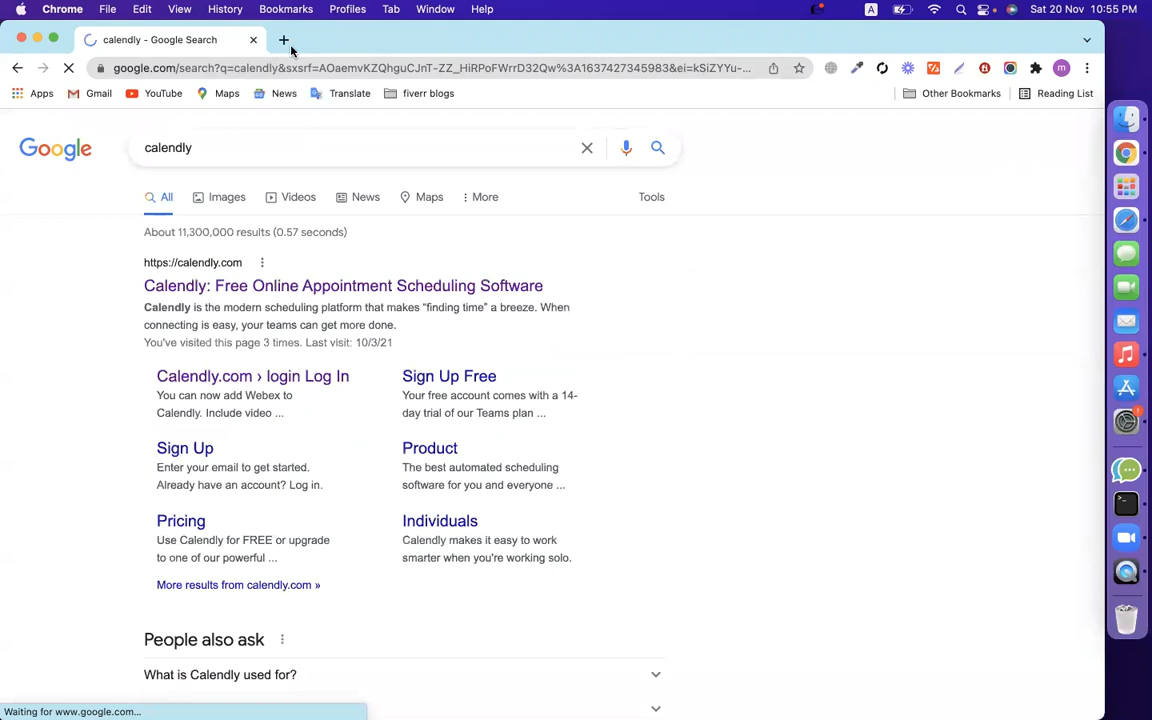 Chrome File Edit View History Bookmarks Profiles Tab Window Help A Sat 20 Nov 10:55 PM
calendly - Google Search
google.com/search?q=calendly&sxsrf=AOaemvKZQhguCJnT-ZZ_HiRPoFWrrD32Qw%3A1637427345983&ei=kSiZYYu-... m
Apps Gmail YouTube Maps News Translate fiverr blogs Other Bookmarks Reading List
Google calendly
All Images Videos News Maps More Tools
About 11,300,000 results (0.57 seconds)
https://calendly.com
Calendly: Free Online Appointment Scheduling Software
Calendly is the modern scheduling platform that makes “finding time” a breeze. When
connecting is easy, your teams can get more done.
You've visited this page 3 times. Last visit: 10/3/21
Calendly.com › login Log In
You can now add Webex to
Calendly. Include video ...
Sign Up Free
Your free account comes with a 14-
day trial of our Teams plan ...
Sign Up
Enter your email to get started.
Already have an account? Log in.
Product
The best automated scheduling
software for you and everyone ...
Pricing
Use Calendly for FREE or upgrade
to one of our powerful ...
Individuals
Calendly makes it easy to work
smarter when you're working solo.
More results from calendly.com »
People also ask
What is Calendly used for?
Waiting for www.google.com...